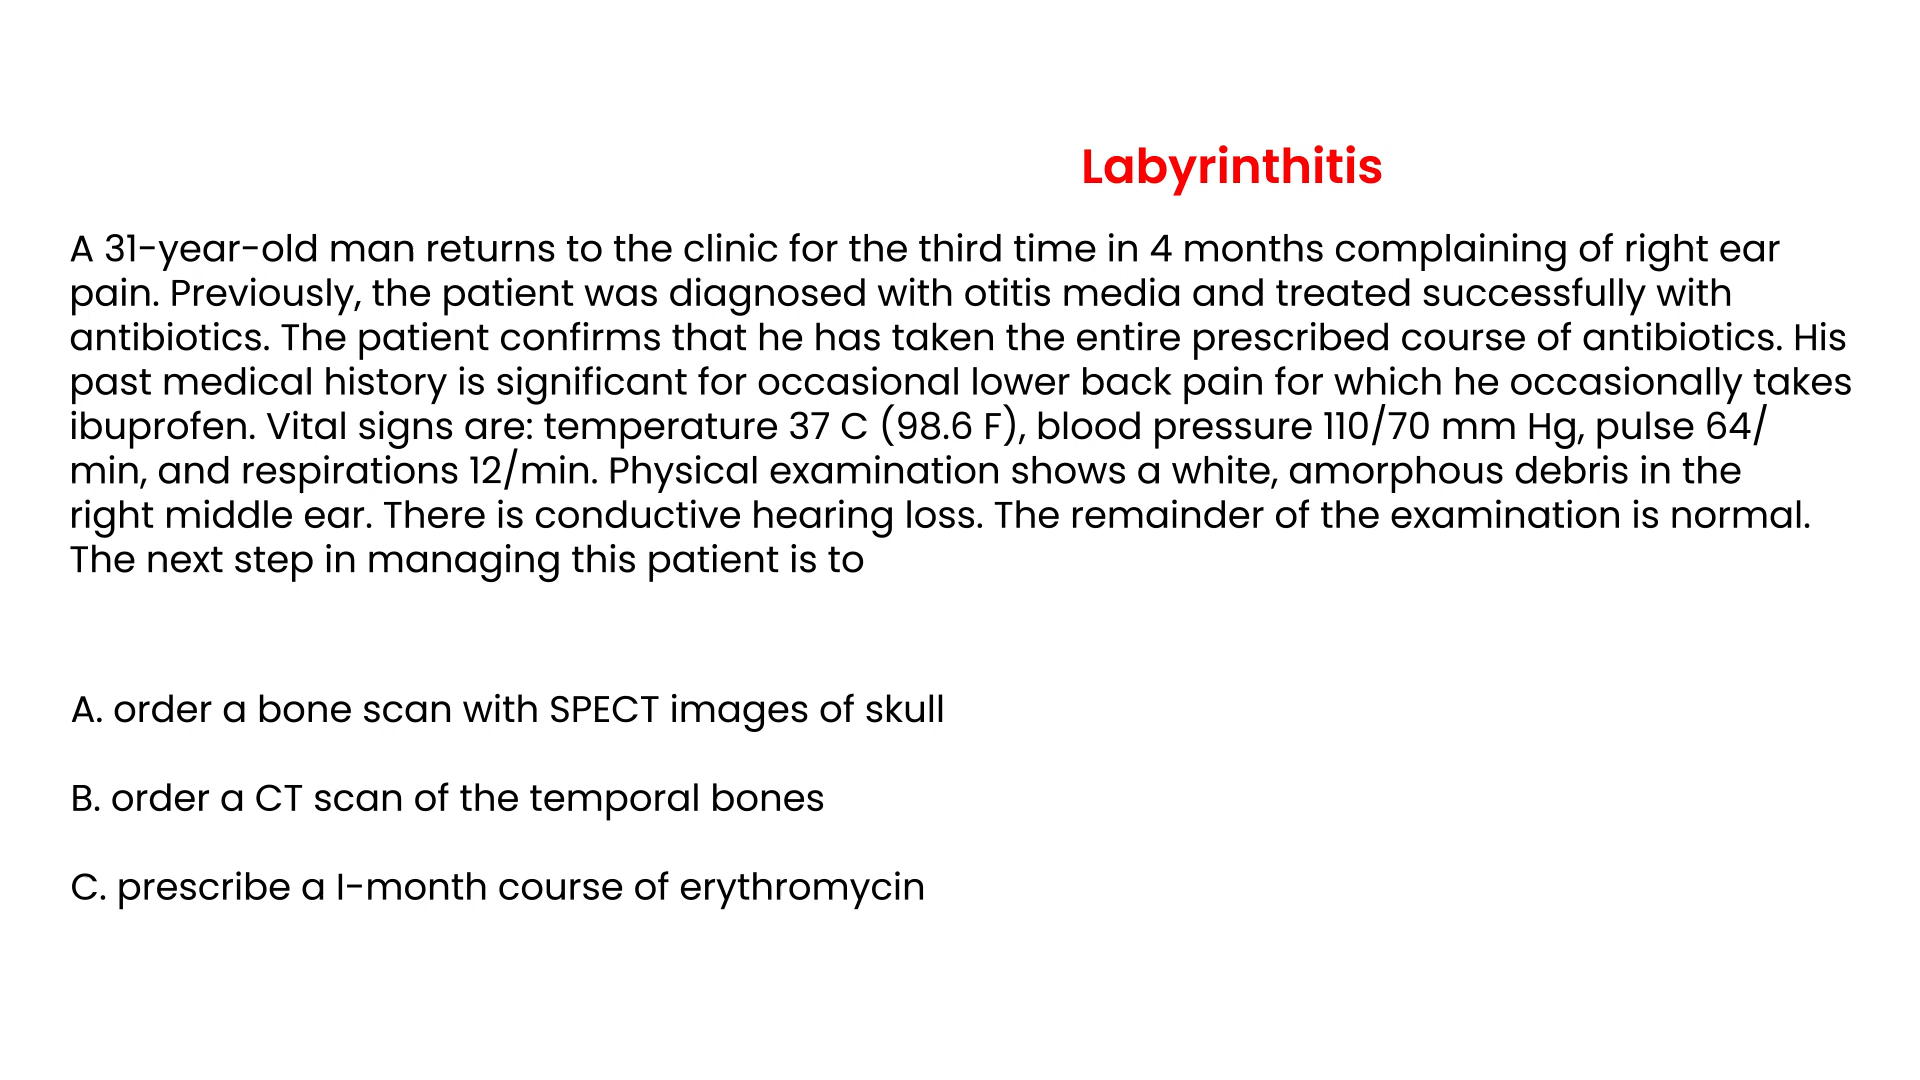 Labyrinthitis
A 31-year-old man returns to the clinic for the third time in 4 months complaining of right ear
pain. Previously, the patient was diagnosed with otitis media and treated successfully with
antibiotics. The patient confirms that he has taken the entire prescribed course of antibiotics. His
past medical history is significant for occasional lower back pain for which he occasionally takes
ibuprofen. Vital signs are: temperature 37 C (98.6 F), blood pressure 110/70 mm Hg, pulse 64/
min, and respirations 12/min. Physical examination shows a white, amorphous debris in the
right middle ear. There is conductive hearing loss. The remainder of the examination is normal.
The next step in managing this patient is to
A. order a bone scan with SPECT images of skull
B. order a CT scan of the temporal bones
C. prescribe a I-month course of erythromycin